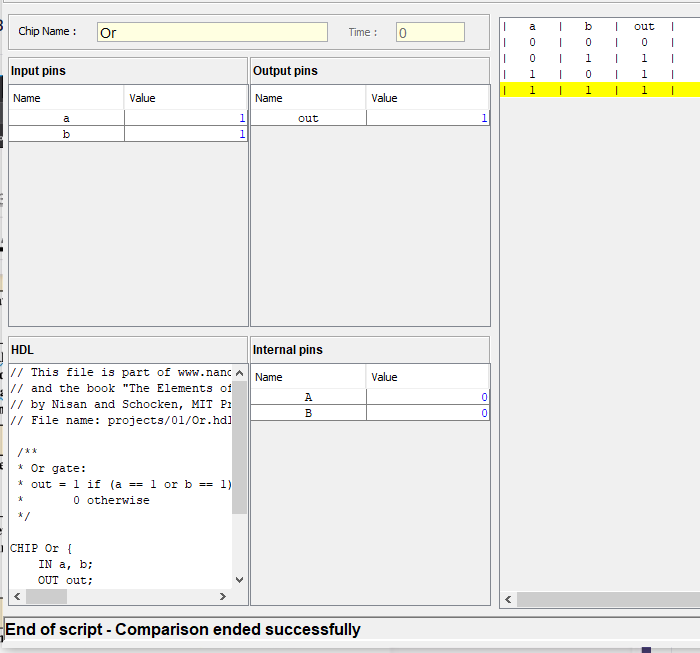 Chip Name : Or Time : 0
Input pins
Name Value
a 1
b 1
Output pins
Name Value
out 1
HDL
// This file is part of www.nand
// and the book "The Elements of
// by Nisan and Schocken, MIT Pr
// File name: projects/01/Or.hdl
/**
* Or gate:
* out = 1 if (a == 1 or b == 1)
* 0 otherwise
*/
CHIP Or {
IN a, b;
OUT out;
Internal pins
Name Value
A 0
B 0
| a | b | out |
| 0 | 0 | 0 |
| 0 | 1 | 1 |
| 1 | 0 | 1 |
| 1 | 1 | 1 |
End of script - Comparison ended successfully